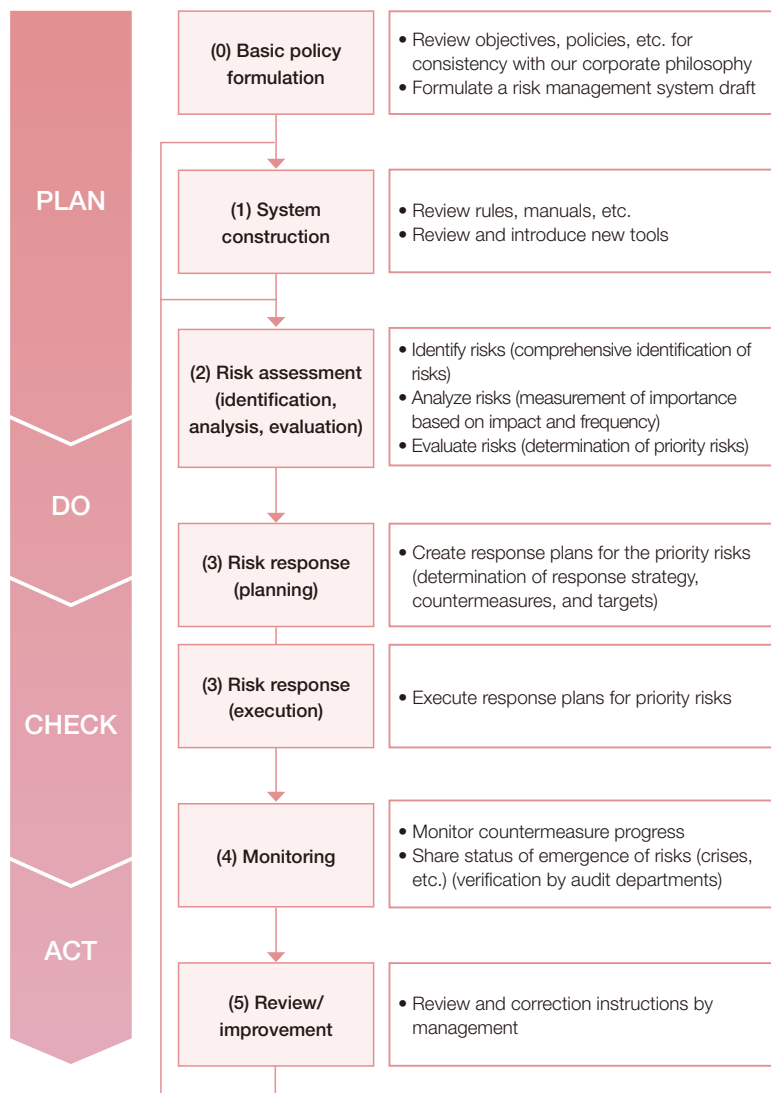 PLAN
(0) Basic policy
formulation
• Review objectives, policies, etc. for
consistency with our corporate philosophy
• Formulate a risk management system draft
(1) System
construction
• Review rules, manuals, etc.
• Review and introduce new tools
(2) Risk assessment
(identification,
analysis, evaluation)
• Identify risks (comprehensive identification of
risks)
• Analyze risks (measurement of importance
based on impact and frequency)
• Evaluate risks (determination of priority risks)
DO
(3) Risk response
(planning)
• Create response plans for the priority risks
(determination of response strategy,
countermeasures, and targets)
CHECK
(3) Risk response
(execution)
• Execute response plans for priority risks
(4) Monitoring
• Monitor countermeasure progress
• Share status of emergence of risks (crises,
etc.) (verification by audit departments)
ACT
(5) Review/
improvement
• Review and correction instructions by
management